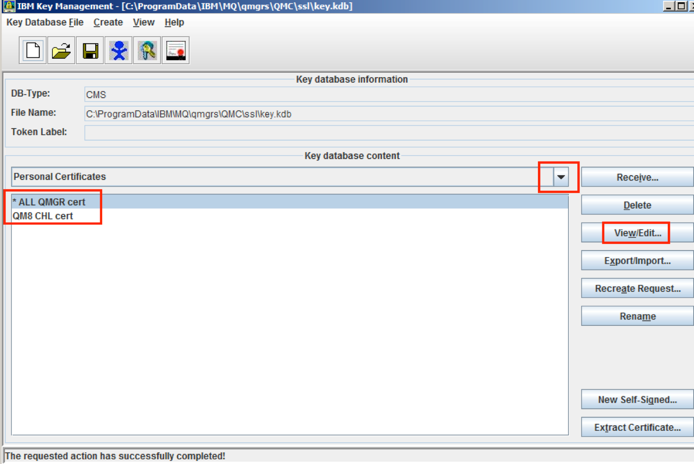 IBM Key Management - [C:\ProgramData\IBM\MQ\qmgrs\QMC\ssl\key.kdb]
Key Database File Create View Help
Key database information
DB-Type: CMS
File Name: C:\ProgramData\IBM\MQ\qmgrs\QMC\ssl\key.kdb
Token Label:
Key database content
Personal Certificates
Receive...
* ALL QMGR cert
Delete
QM8 CHL cert
View/Edit...
Export/Import...
Recreate Request...
Rename
New Self-Signed...
Extract Certificate...
The requested action has successfully completed!